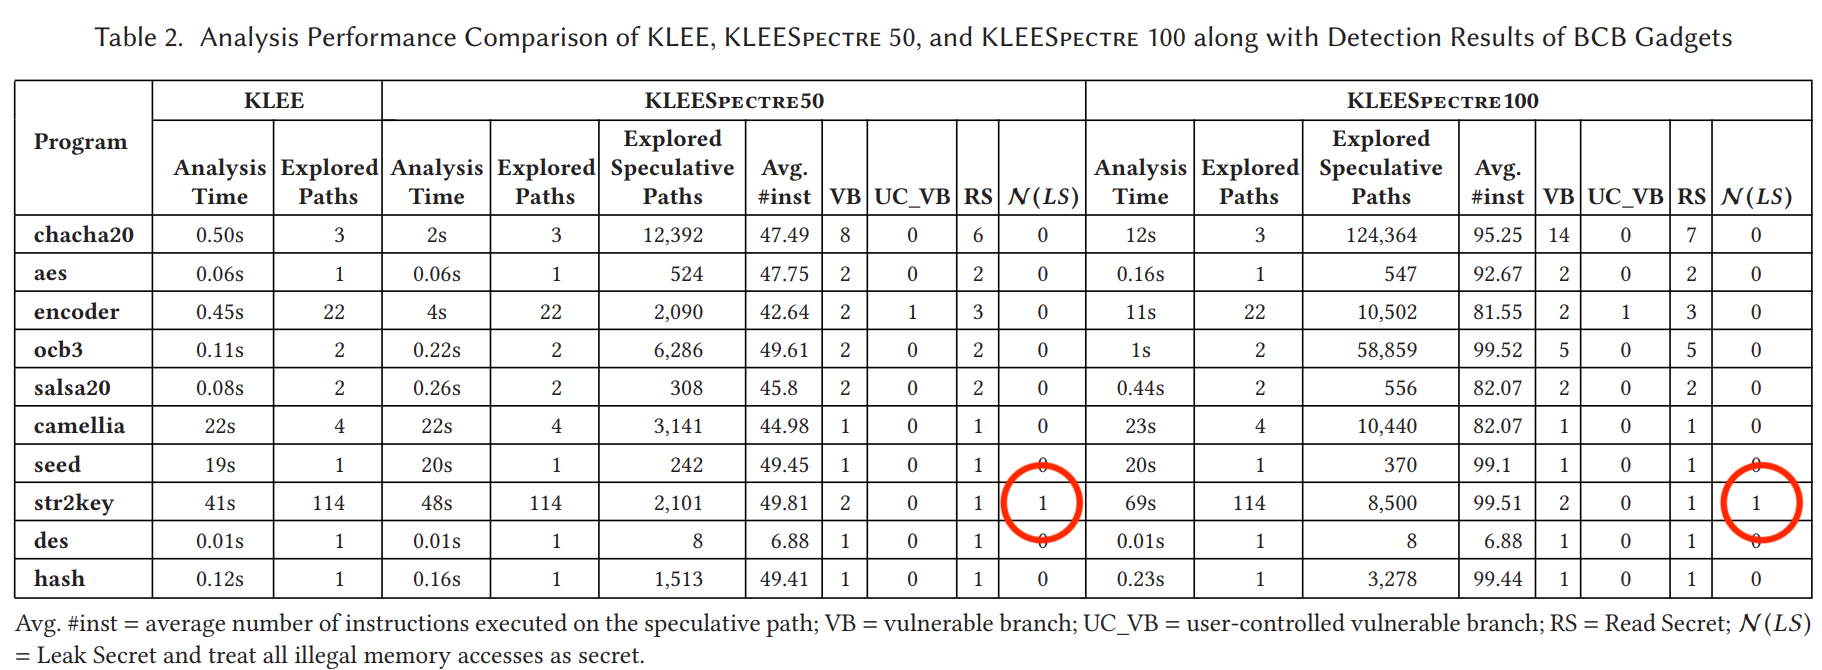 Table 2. Analysis Performance Comparison of KLEE, KLEESPECTRE 50, and KLEESPECTRE 100 along with Detection Results of BCB Gadgets
Program KLEE KLEESPECTRE50 KLEESPECTRE100
Analysis Time Explored Paths Analysis Time Explored Paths Explored Speculative Paths Avg. #inst VB UC_VB RS N(LS) Analysis Time Explored Paths Explored Speculative Paths Avg. #inst VB UC_VB RS N(LS)
chacha20 0.50s 3 2s 3 12,392 47.49 8 0 6 0 12s 3 124,364 95.25 14 0 7 0
aes 0.06s 1 0.06s 1 524 47.75 2 0 2 0 0.16s 1 547 92.67 2 0 2 0
encoder 0.45s 22 4s 22 2,090 42.64 2 1 3 0 11s 22 10,502 81.55 2 1 3 0
ocb3 0.11s 2 0.22s 2 6,286 49.61 2 0 2 0 1s 2 58,859 99.52 5 0 5 0
salsa20 0.08s 2 0.26s 2 308 45.8 2 0 2 0 0.44s 2 556 82.07 2 0 2 0
camellia 22s 4 22s 4 3,141 44.98 1 0 1 0 23s 4 10,440 82.07 1 0 1 0
seed 19s 1 20s 1 242 49.45 1 0 1 0 20s 1 370 99.1 1 0 1 0
str2key 41s 114 48s 114 2,101 49.81 2 0 1 1 69s 114 8,500 99.51 2 0 1 1
des 0.01s 1 0.01s 1 8 6.88 1 0 1 0 0.01s 1 8 6.88 1 0 1 0
hash 0.12s 1 0.16s 1 1,513 49.41 1 0 1 0 0.23s 1 3,278 99.44 1 0 1 0
Avg. #inst = average number of instructions executed on the speculative path; VB = vulnerable branch; UC_VB = user-controlled vulnerable branch; RS = Read Secret; N(LS)
= Leak Secret and treat all illegal memory accesses as secret.